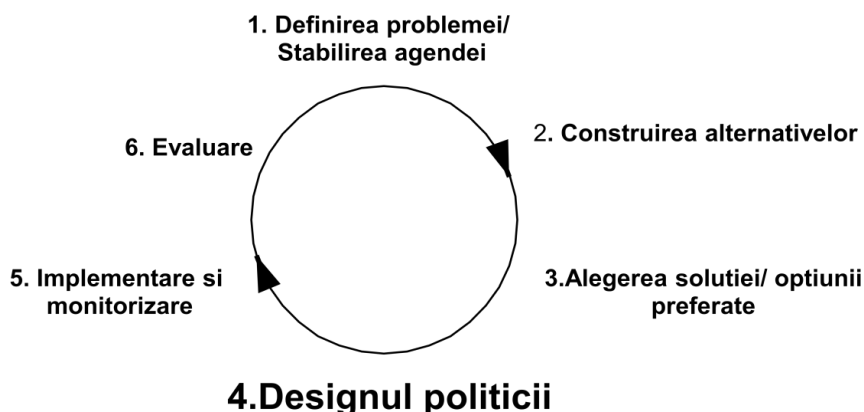 1. Definirea problemei/
Stabilirea agendei
2. Construirea alternativelor
3.Alegerea solutiei/ optiunii
preferate
4.Designul politicii
5. Implementare si
monitorizare
6. Evaluare